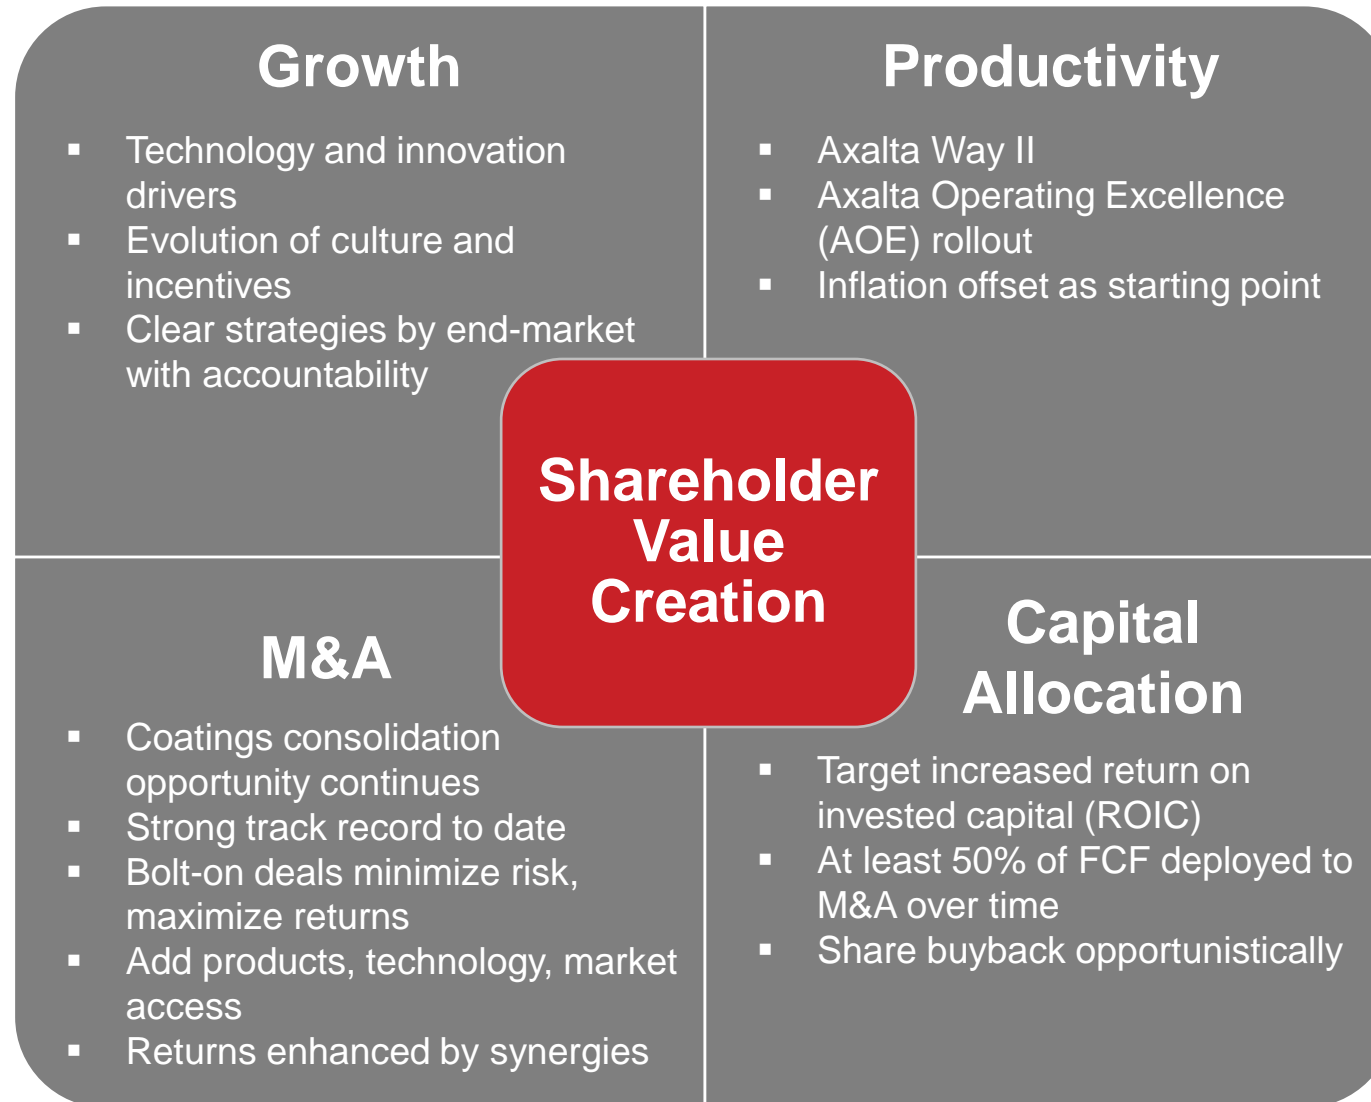 Growth
▪ Technology and innovation
drivers
▪ Evolution of culture and
incentives
▪ Clear strategies by end-market
with accountability
Productivity
▪ Axalta Way II
▪ Axalta Operating Excellence
(AOE) rollout
▪ Inflation offset as starting point
Shareholder
Value
Creation
M&A
▪ Coatings consolidation
opportunity continues
▪ Strong track record to date
▪ Bolt-on deals minimize risk,
maximize returns
▪ Add products, technology, market
access
▪ Returns enhanced by synergies
Capital
Allocation
▪ Target increased return on
invested capital (ROIC)
▪ At least 50% of FCF deployed to
M&A over time
▪ Share buyback opportunistically